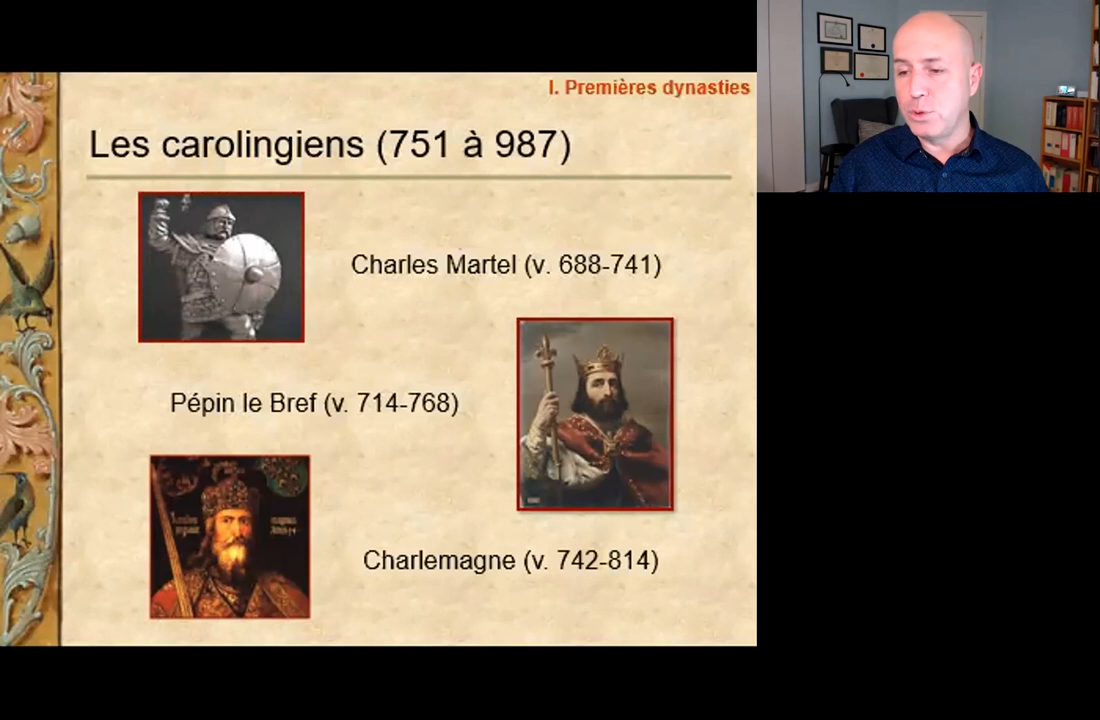 I. Premières dynasties
Les carolingiens (751 à 987)
Charles Martel (v. 688-741)
Pépin le Bref (v. 714-768)
Charlemagne (v. 742-814)